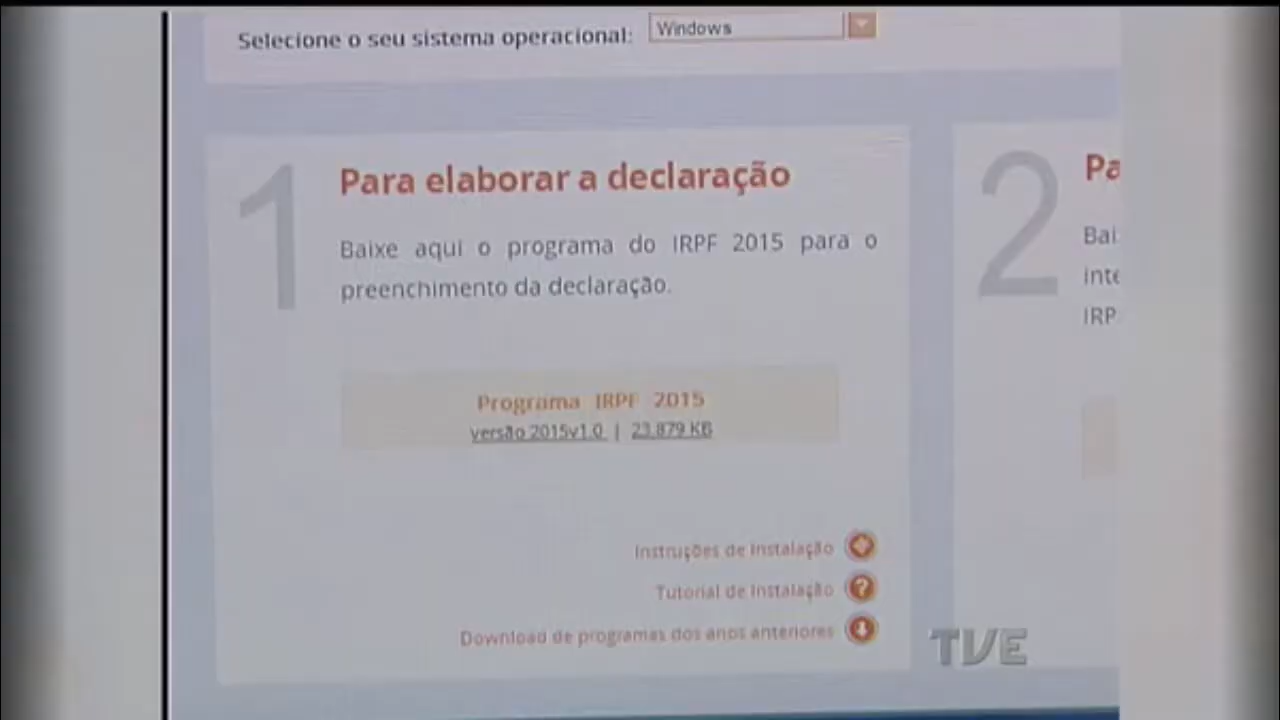 Selecione o seu sistema operacional: Windows
1
Para elaborar a declaração
Baixe aqui o programa do IRPF 2015 para o
preenchimento da declaração.
Programa IRPF 2015
versão 2015v1.0 | 23.879 KB
Instruções de Instalação
Tutorial de Instalação
?
Download de programas dos anos anteriores
2
Pa
Bai
inte
IRP
TVE